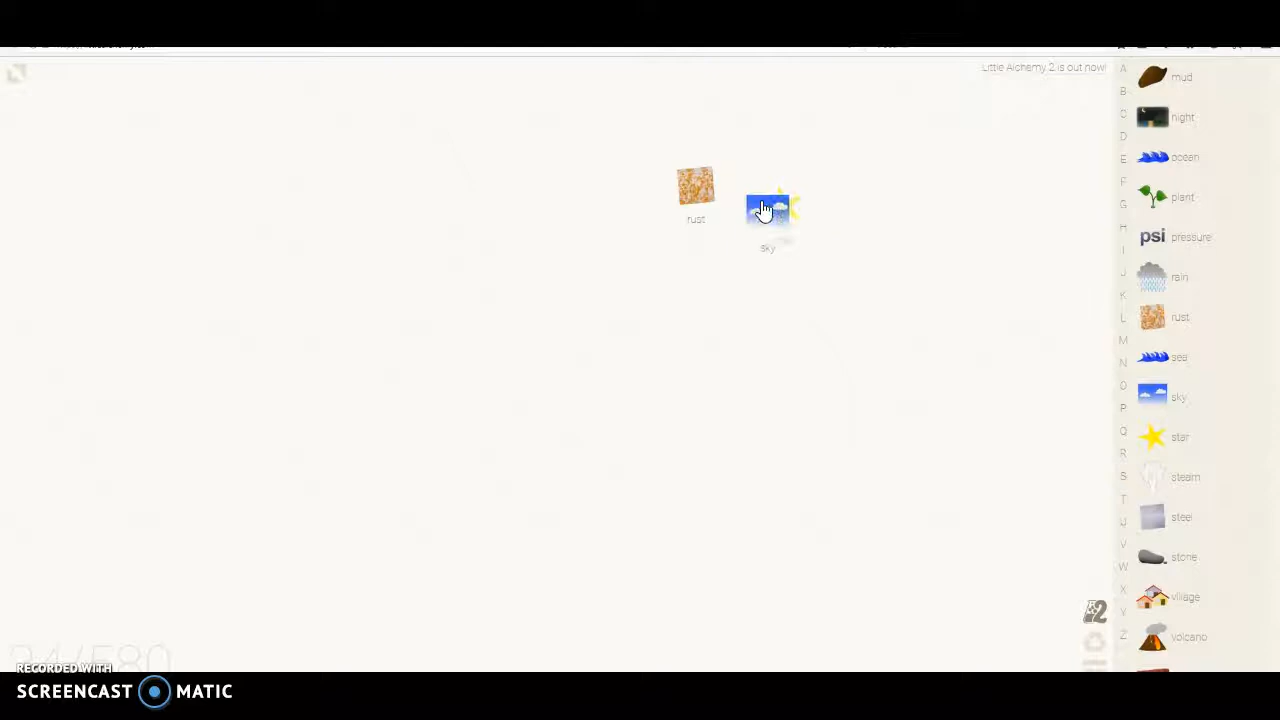 Little Alchemy 2 is out now!
A
B
C
D
E
F
G
H
I
J
K
L
M
N
O
P
Q
R
S
T
U
V
W
X
Y
Z
mud
night
ocean
plant
psi pressure
rain
rust
sea
sky
star
steam
steel
stone
village
volcano
rust
sky
2
RECORDED WITH
SCREENCAST MATIC